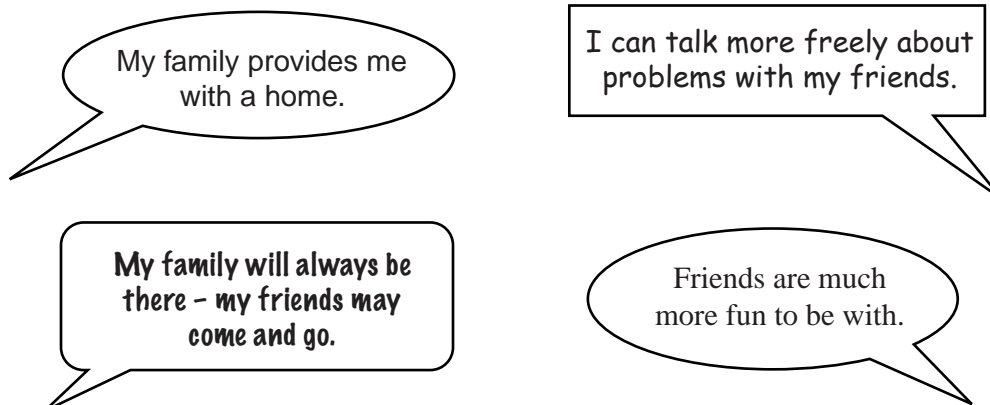 My family provides me
with a home.
I can talk more freely about
problems with my friends.
My family will always be
there – my friends may
come and go.
Friends are much
more fun to be with.